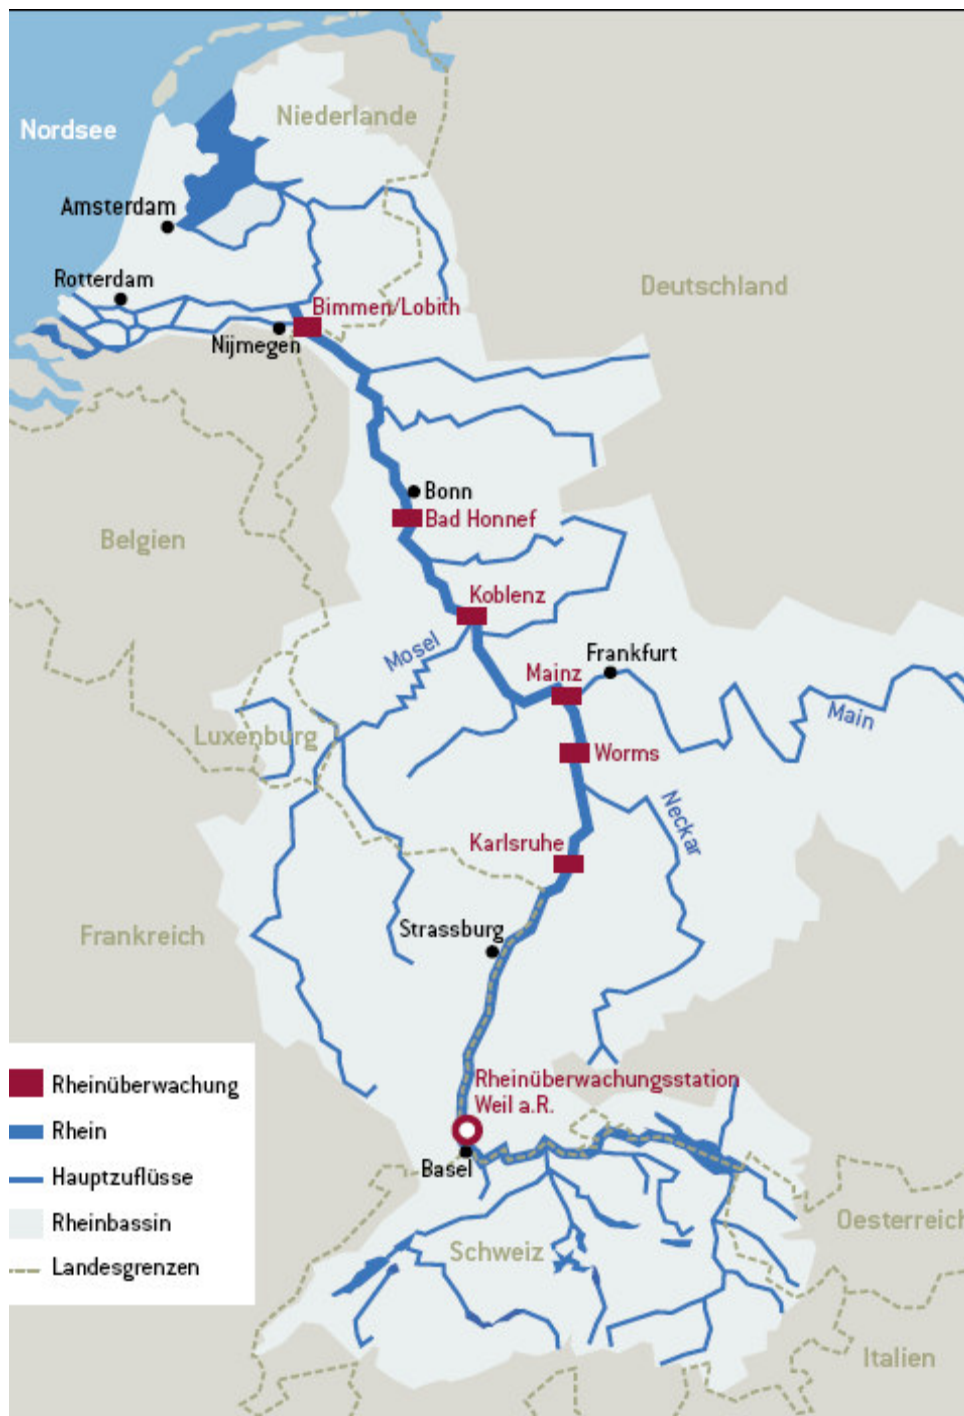 Nordsee
Niederlande
Amsterdam
Rotterdam
Deutschland
Bimmen/Lobith
Nijmegen
Bonn
Bad Honnef
Belgien
Koblenz
Mosel
Frankfurt
Mainz
Main
Luxenburg
Worms
Neckar
Karlsruhe
Frankreich
Strassburg
Rheinüberwachungsstation
Weil a.R.
Basel
Schweiz
Oesterreich
Italien
Rheinüberwachung
Rhein
Hauptzuflüsse
Rheinbassin
Landesgrenzen